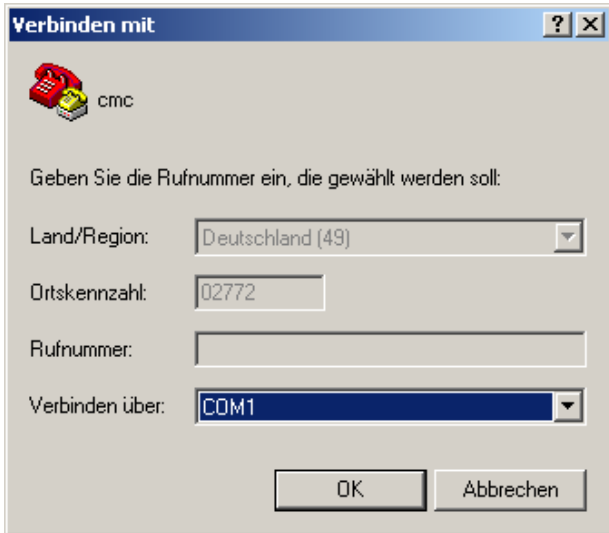 Verbinden mit
cmc
Geben Sie die Rufnummer ein, die gewählt werden soll:
Land/Region: Deutschland (49)
Ortskennzahl: 02772
Rufnummer:
Verbinden über: COM1
OK Abbrechen